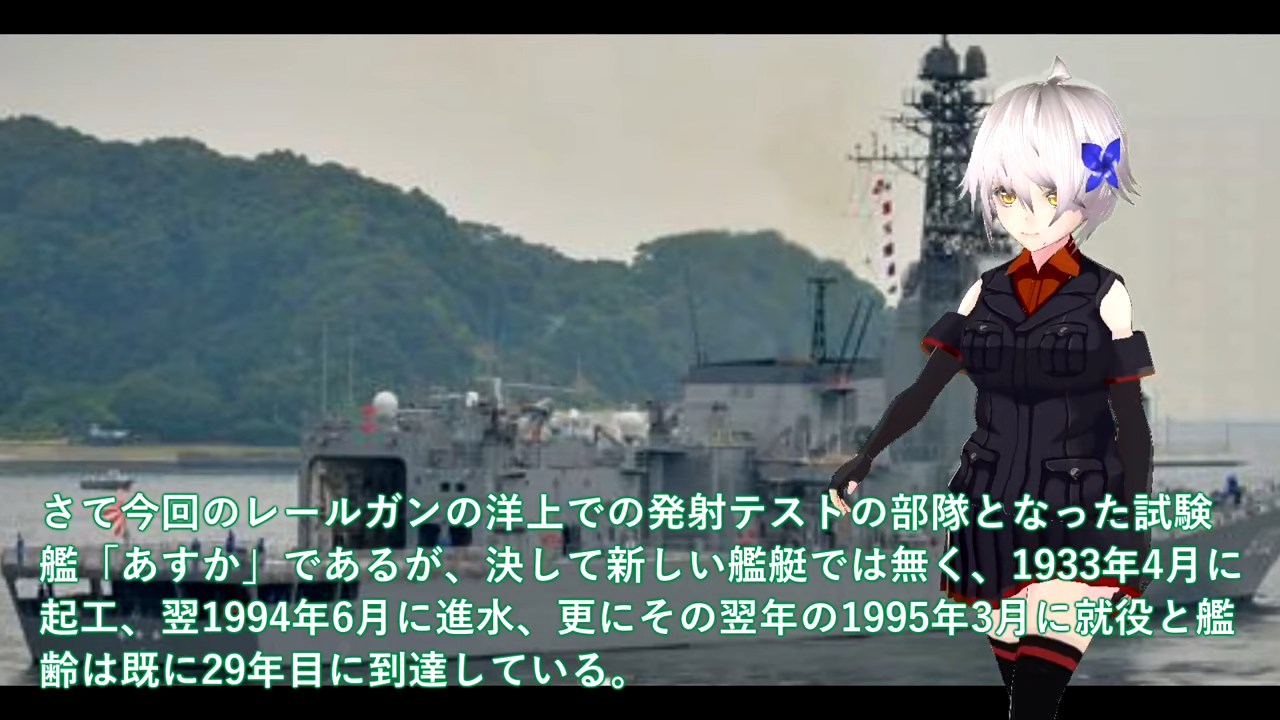 さて今回のレールガンの洋上での発射テストの部隊となった試験
艦「あすか」であるが、決して新しい艦艇では無く、1933年4月に
起工、翌1994年6月に進水、更にその翌年の1995年3月に就役と艦
齢は既に29年目に到達している。